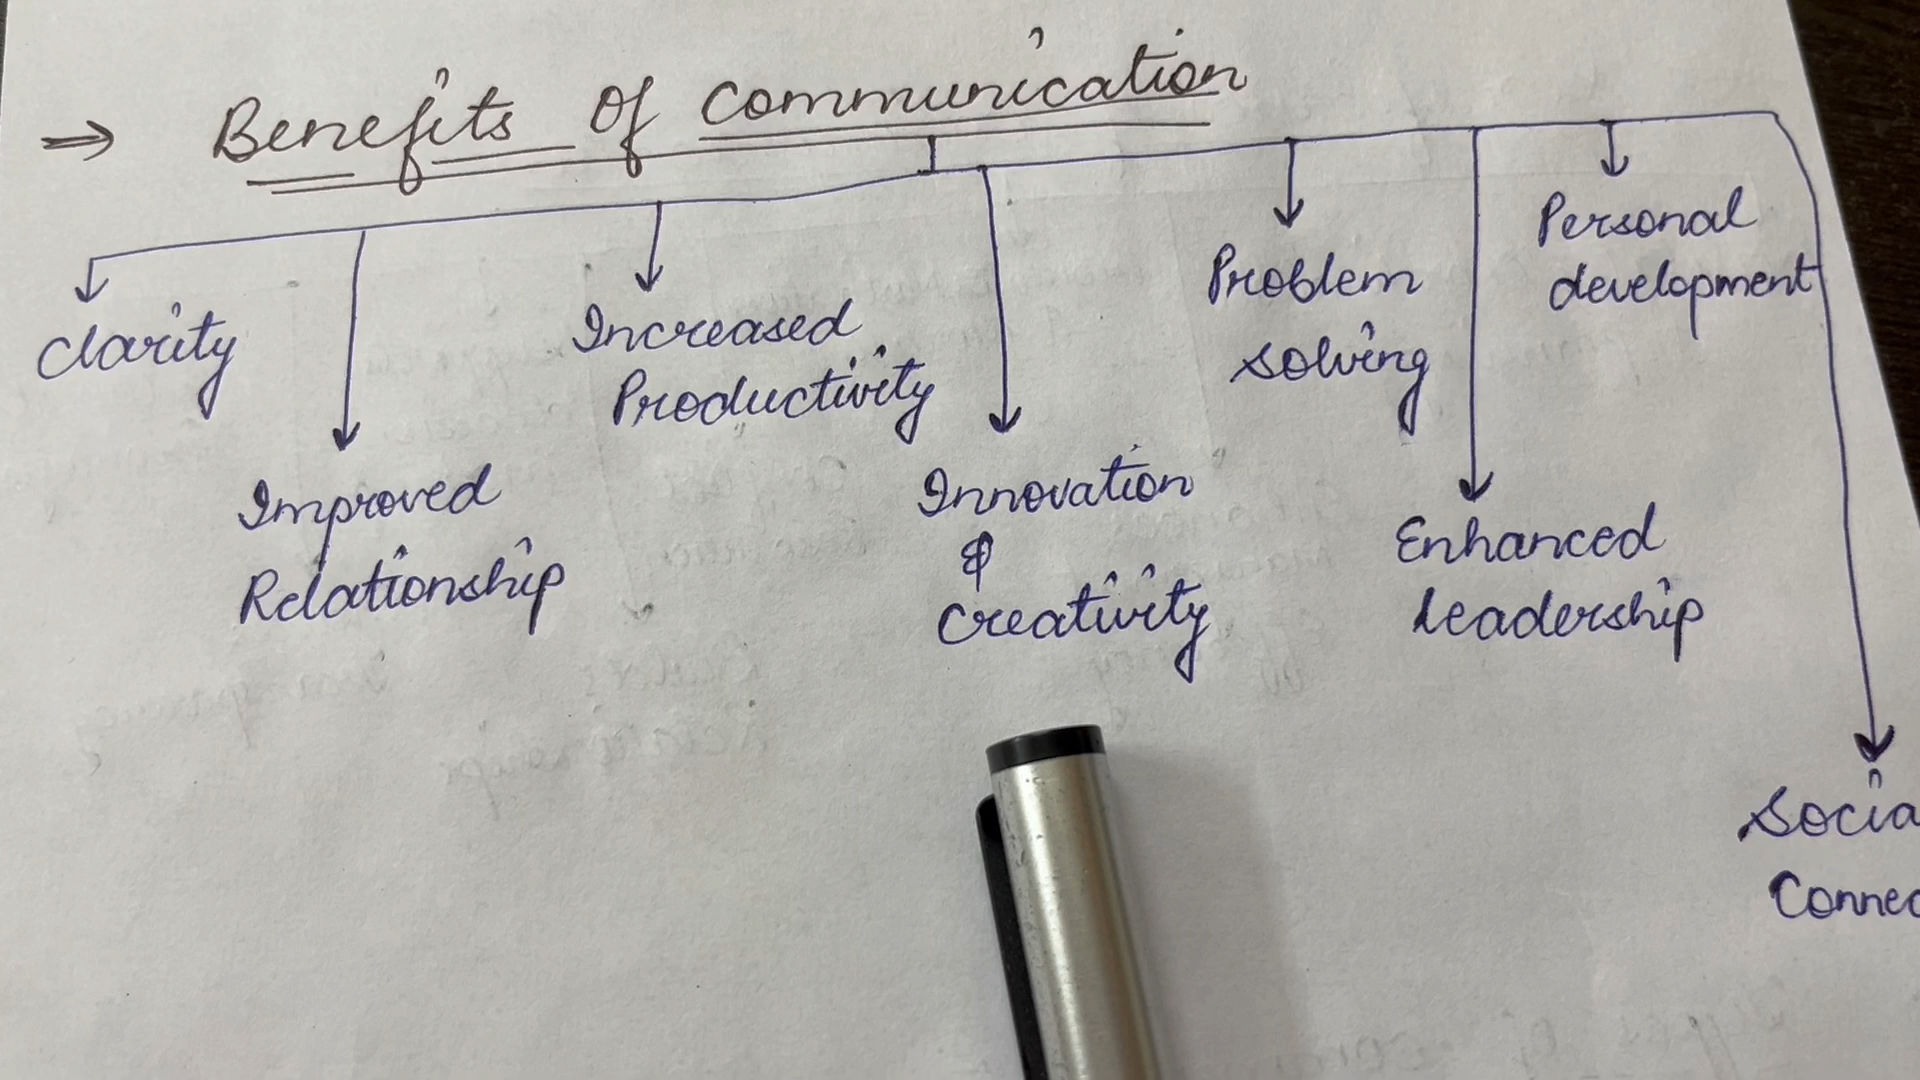 ⇒ Benefits Of Communication
Clarity
Improved
Relationship
Increased
Productivity
Innovation
&
Creativity
Problem
solving
Enhanced
Leadership
Personal
development